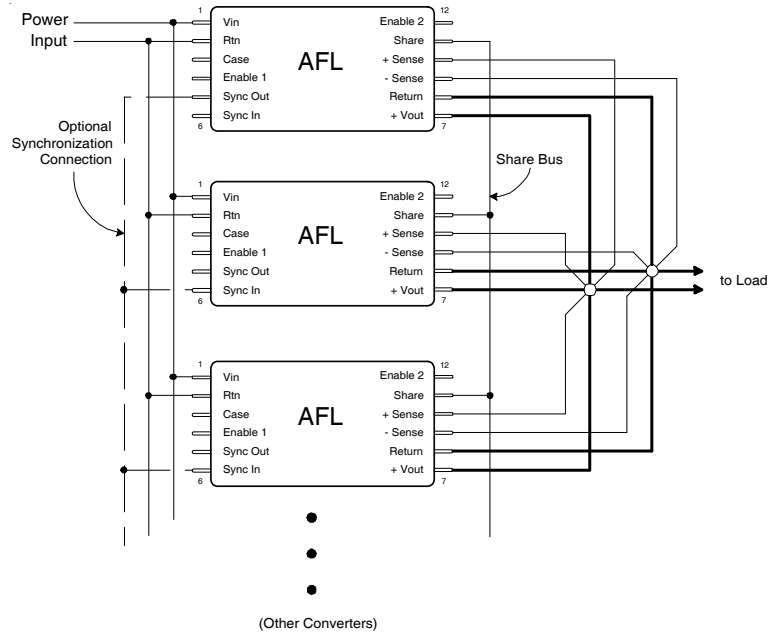 Power
Input
1
12
Vin
Enable 2
Rtn
Share
Case
AFL
+ Sense
Enable 1
- Sense
Sync Out
Return
Sync In
+ Vout
6
7
Optional
Synchronization
Connection
Share Bus
1
12
Vin
Enable 2
Rtn
Share
Case
AFL
+ Sense
Enable 1
- Sense
Sync Out
Return
Sync In
+ Vout
6
7
to Load
1
12
Vin
Enable 2
Rtn
Share
Case
AFL
+ Sense
Enable 1
- Sense
Sync Out
Return
Sync In
+ Vout
6
7
(Other Converters)